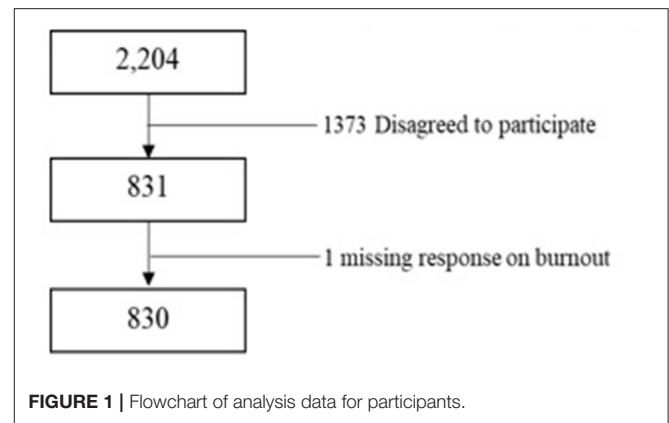 2,204
1373 Disagreed to participate
831
1 missing response on burnout
830
FIGURE 1 | Flowchart of analysis data for participants.